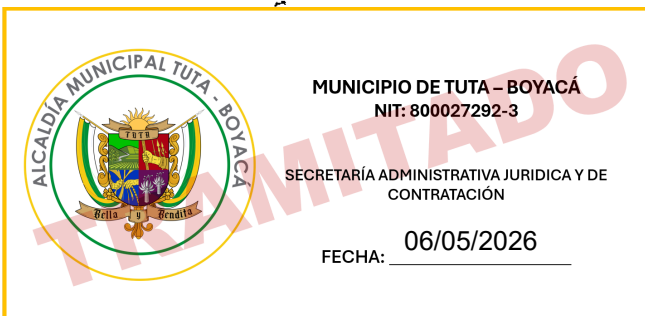 ALCALDÍA MUNICIPAL TUTA - BOYACÁ
TUTA
Bella y Bendita
MUNICIPIO DE TUTA – BOYACÁ
NIT: 800027292-3
SECRETARÍA ADMINISTRATIVA JURIDICA Y DE
CONTRATACIÓN
FECHA: 06/05/2026
TRAMITADO